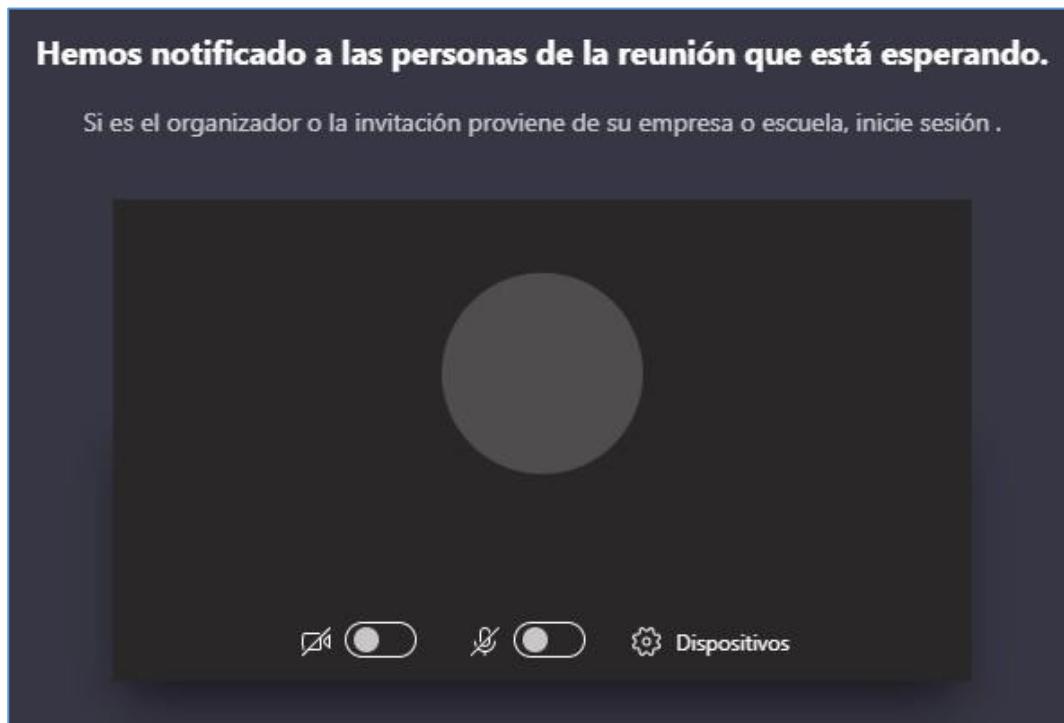 Hemos notificado a las personas de la reunión que está esperando.
Si es el organizador o la invitación proviene de su empresa o escuela, inicie sesión .
Dispositivos